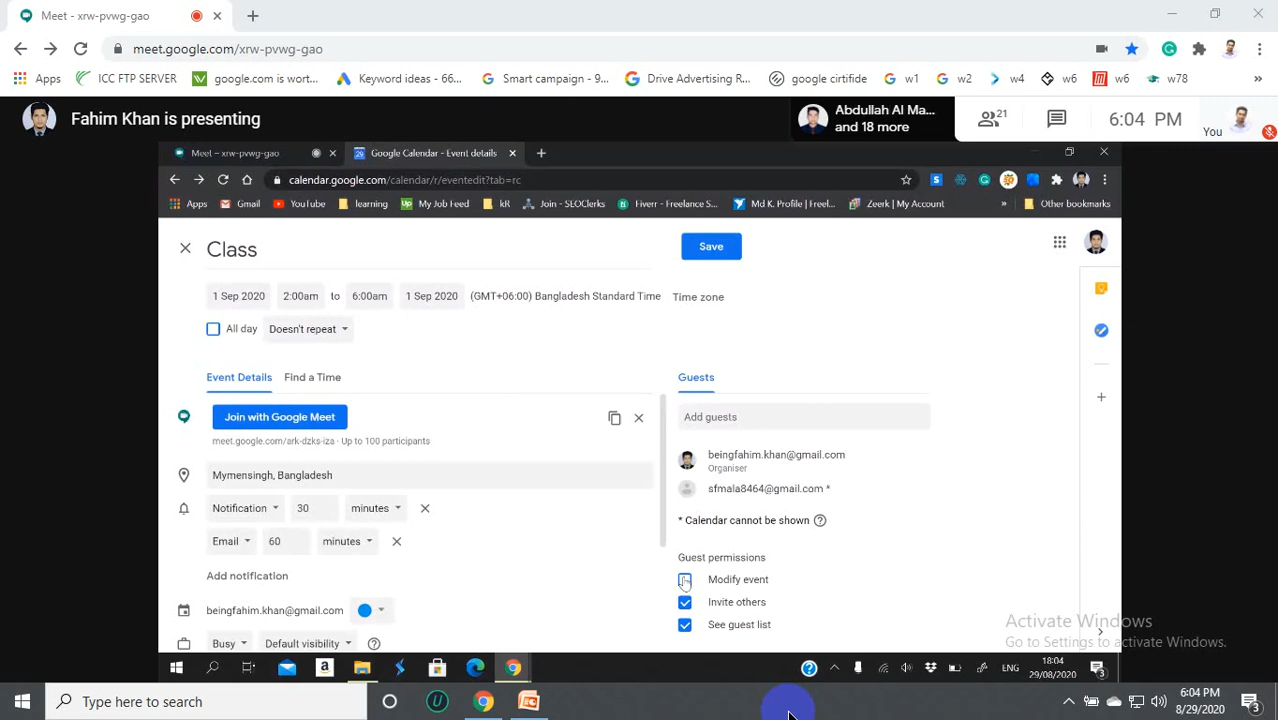 Meet - xrw-pvwg-gao
meet.google.com/xrw-pvwg-gao
Apps ICC FTP SERVER google.com is wort... Keyword ideas - 66... Smart campaign - 9... Drive Advertising R... google cirtifide w1 w2 w4 w6 w6 w78 »
Fahim Khan is presenting
Abdullah Al Ma...
and 18 more
21
6:04 PM
You
Meet – xrw-pvwg-gao
Google Calendar - Event details
calendar.google.com/calendar/r/eventedit?tab=rc
Apps Gmail YouTube learning kR Up My Job Feed Join - SEOClerks Fiverr - Freelance S... Md K. Profile | Freel... Zeerk | My Account » Other bookmarks
Class
Save
1 Sep 2020 2:00am to 6:00am 1 Sep 2020 (GMT+06:00) Bangladesh Standard Time Time zone
All day Doesn't repeat
Event Details Find a Time
Guests
Join with Google Meet
meet.google.com/ark-dzks-iza · Up to 100 participants
Mymensingh, Bangladesh
Notification 30 minutes
Email 60 minutes
Add notification
beingfahim.khan@gmail.com
Busy Default visibility
Add guests
beingfahim.khan@gmail.com
Organiser
sfmala8464@gmail.com *
* Calendar cannot be shown
Guest permissions
Modify event
Invite others
See guest list
Activate Windows
Go to Settings to activate Windows.
ENG
18:04
29/08/2020
3
Type here to search
6:04 PM
8/29/2020
3